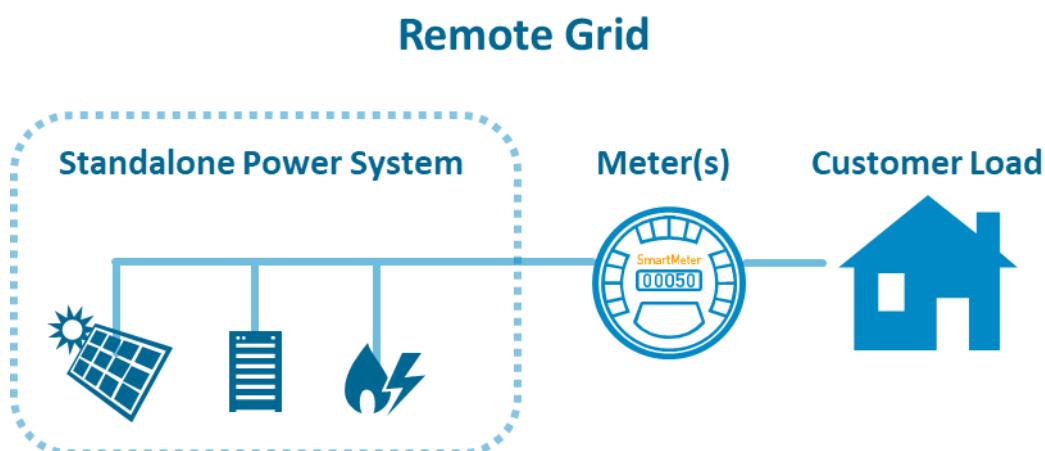 Remote Grid
Standalone Power System
Meter(s)
Customer Load
SmartMeter
00050